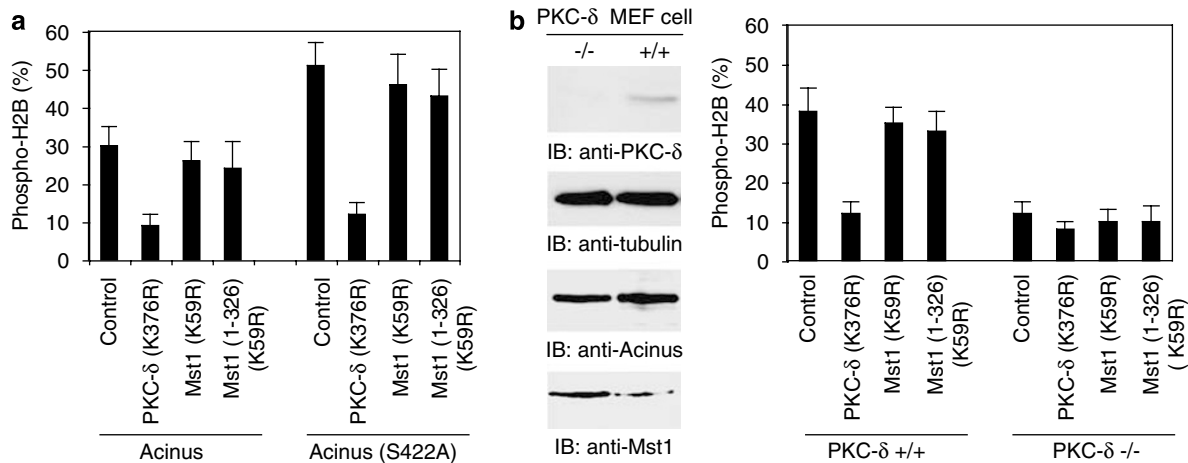 a
Phospho-H2B (%)
60
50
40
30
20
10
0
Control
PKC-δ (K376R)
Mst1 (K59R)
Mst1 (1-326)
(K59R)
Control
PKC-δ (K376R)
Mst1 (K59R)
Mst1 (1-326)
(K59R)
Acinus
Acinus (S422A)
b
PKC-δ MEF cell
-/-
+/+
IB: anti-PKC-δ
IB: anti-tubulin
IB: anti-Acinus
IB: anti-Mst1
Phospho-H2B (%)
60
50
40
30
20
10
0
Control
PKC-δ (K376R)
Mst1 (K59R)
Mst1 (1-326)
(K59R)
Control
PKC-δ (K376R)
Mst1 (K59R)
Mst1 (1-326)
( K59R)
PKC-δ +/+
PKC-δ -/-